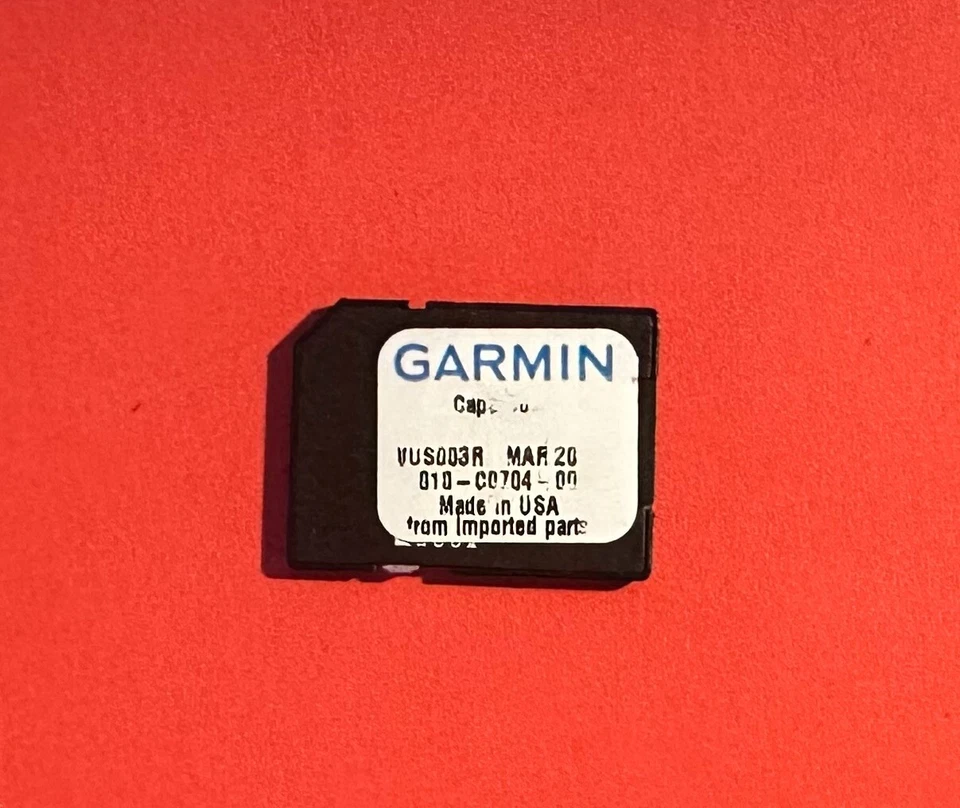 GARMIN
VUS003R MAR 20
010-C0704-00
Made in USA
from imported parts